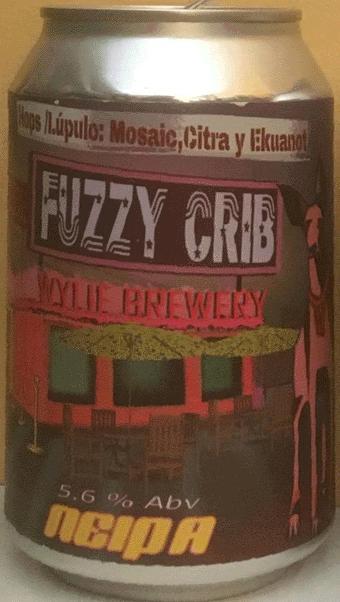 Hops /Lúpulo: Mosaic,Citra y Ekuanot
FUZZY CRIB
WYLIE BREWERY
5.6 % Abv
neipa